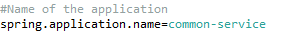 #Name of the application
spring.application.name=common-service